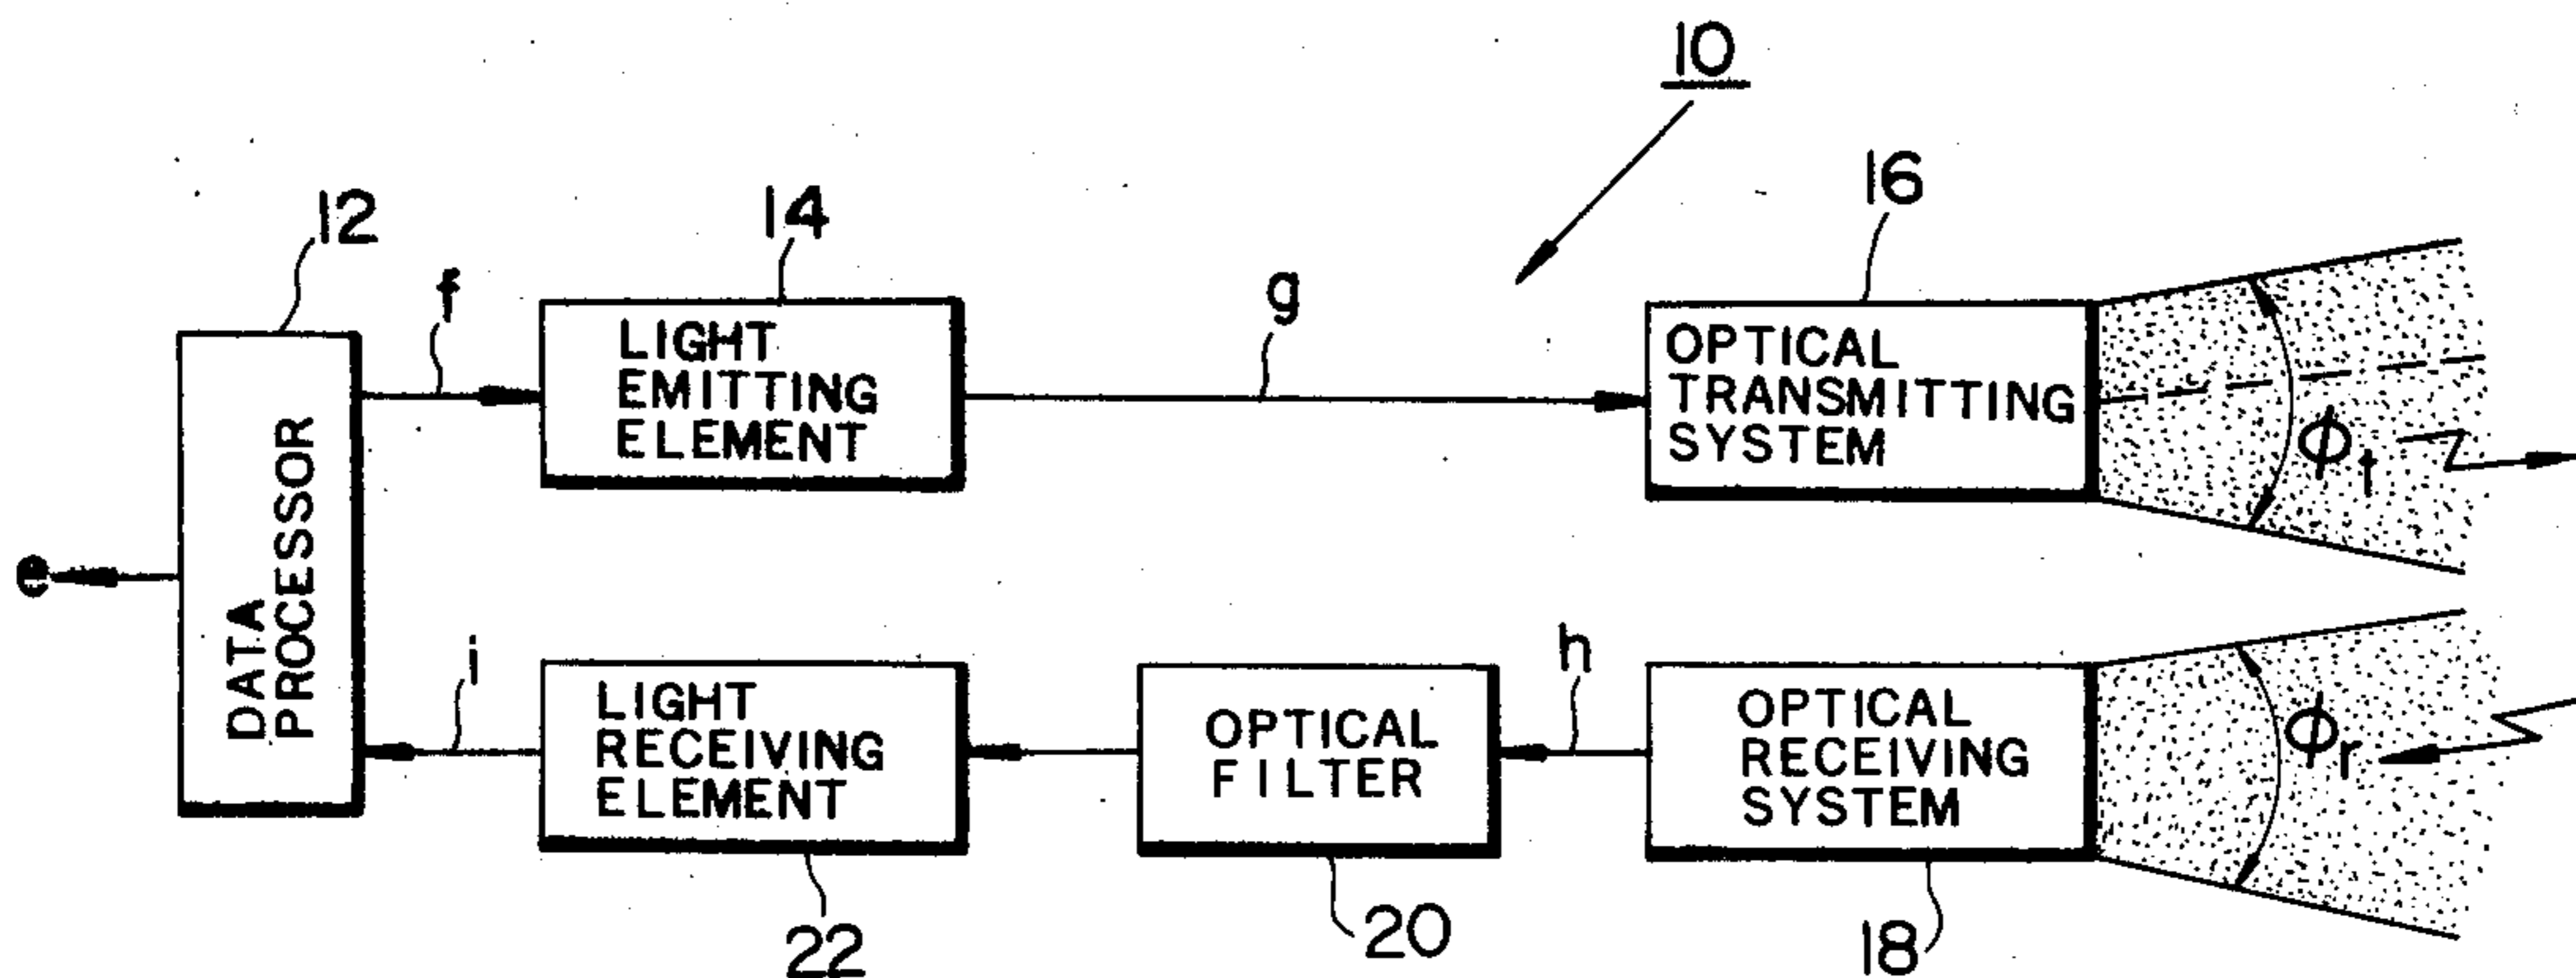 10
12
14
16
f
g
LIGHT
EMITTING
ELEMENT
OPTICAL
TRANSMITTING
SYSTEM
ϕt
e
DATA
PROCESSOR
i
h
LIGHT
RECEIVING
ELEMENT
OPTICAL
FILTER
OPTICAL
RECEIVING
SYSTEM
ϕr
22
20
18